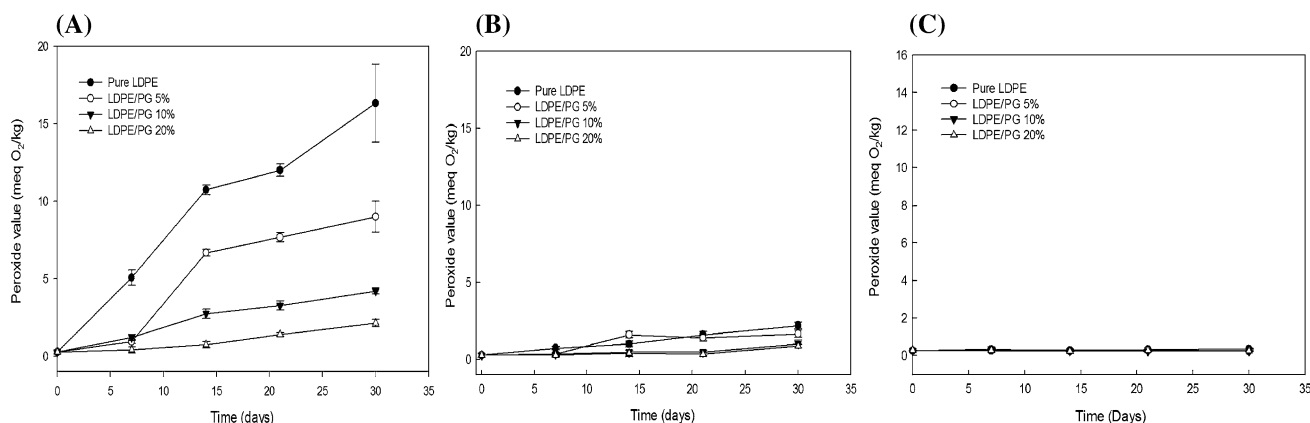 (A)
20
15
10
5
0
Peroxide value (meq O2/kg)
Pure LDPE
LDPE/PG 5%
LDPE/PG 10%
LDPE/PG 20%
0 5 10 15 20 25 30 35
Time (days)
(B)
20
15
10
5
0
Peroxide value (meq O2/kg)
Pure LDPE
LDPE/PG 5%
LDPE/PG 10%
LDPE/PG 20%
0 5 10 15 20 25 30 35
Time (days)
(C)
16
14
12
10
8
6
4
2
0
Peroxide value (meq O2/kg)
Pure LDPE
LDPE/PG 5%
LDPE/PG 10%
LDPE/PG 20%
0 5 10 15 20 25 30 35
Time (Days)